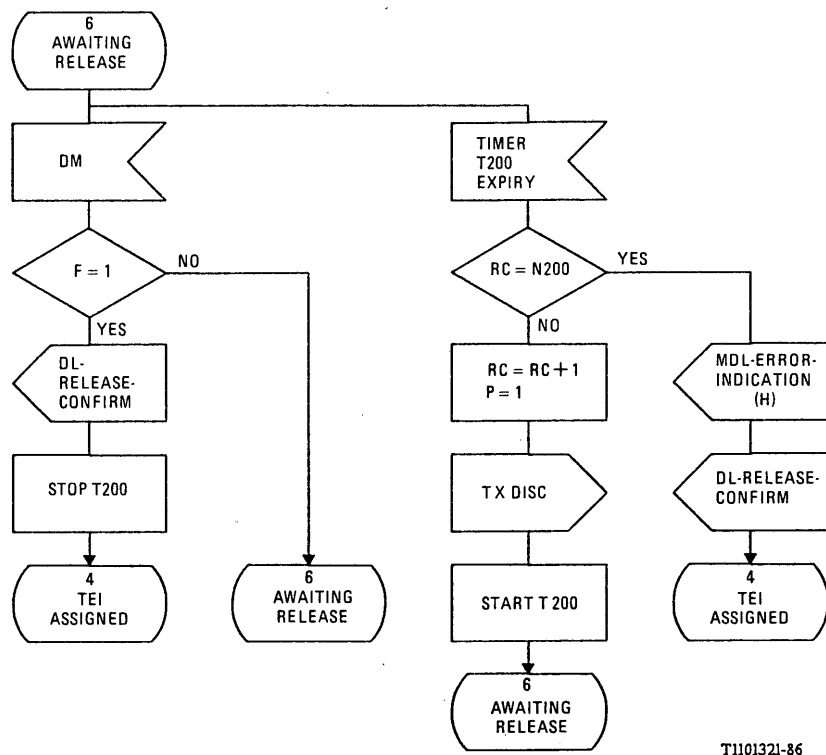 6
AWAITING
RELEASE
DM
TIMER
T200
EXPIRY
F = 1
NO
YES
RC = N200
YES
NO
DL-
RELEASE-
CONFIRM
RC = RC + 1
P = 1
MDL-ERROR-
INDICATION
(H)
STOP T200
TX DISC
DL-RELEASE-
CONFIRM
4
TEI
ASSIGNED
6
AWAITING
RELEASE
START T 200
4
TEI
ASSIGNED
6
AWAITING
RELEASE
T1101321-86